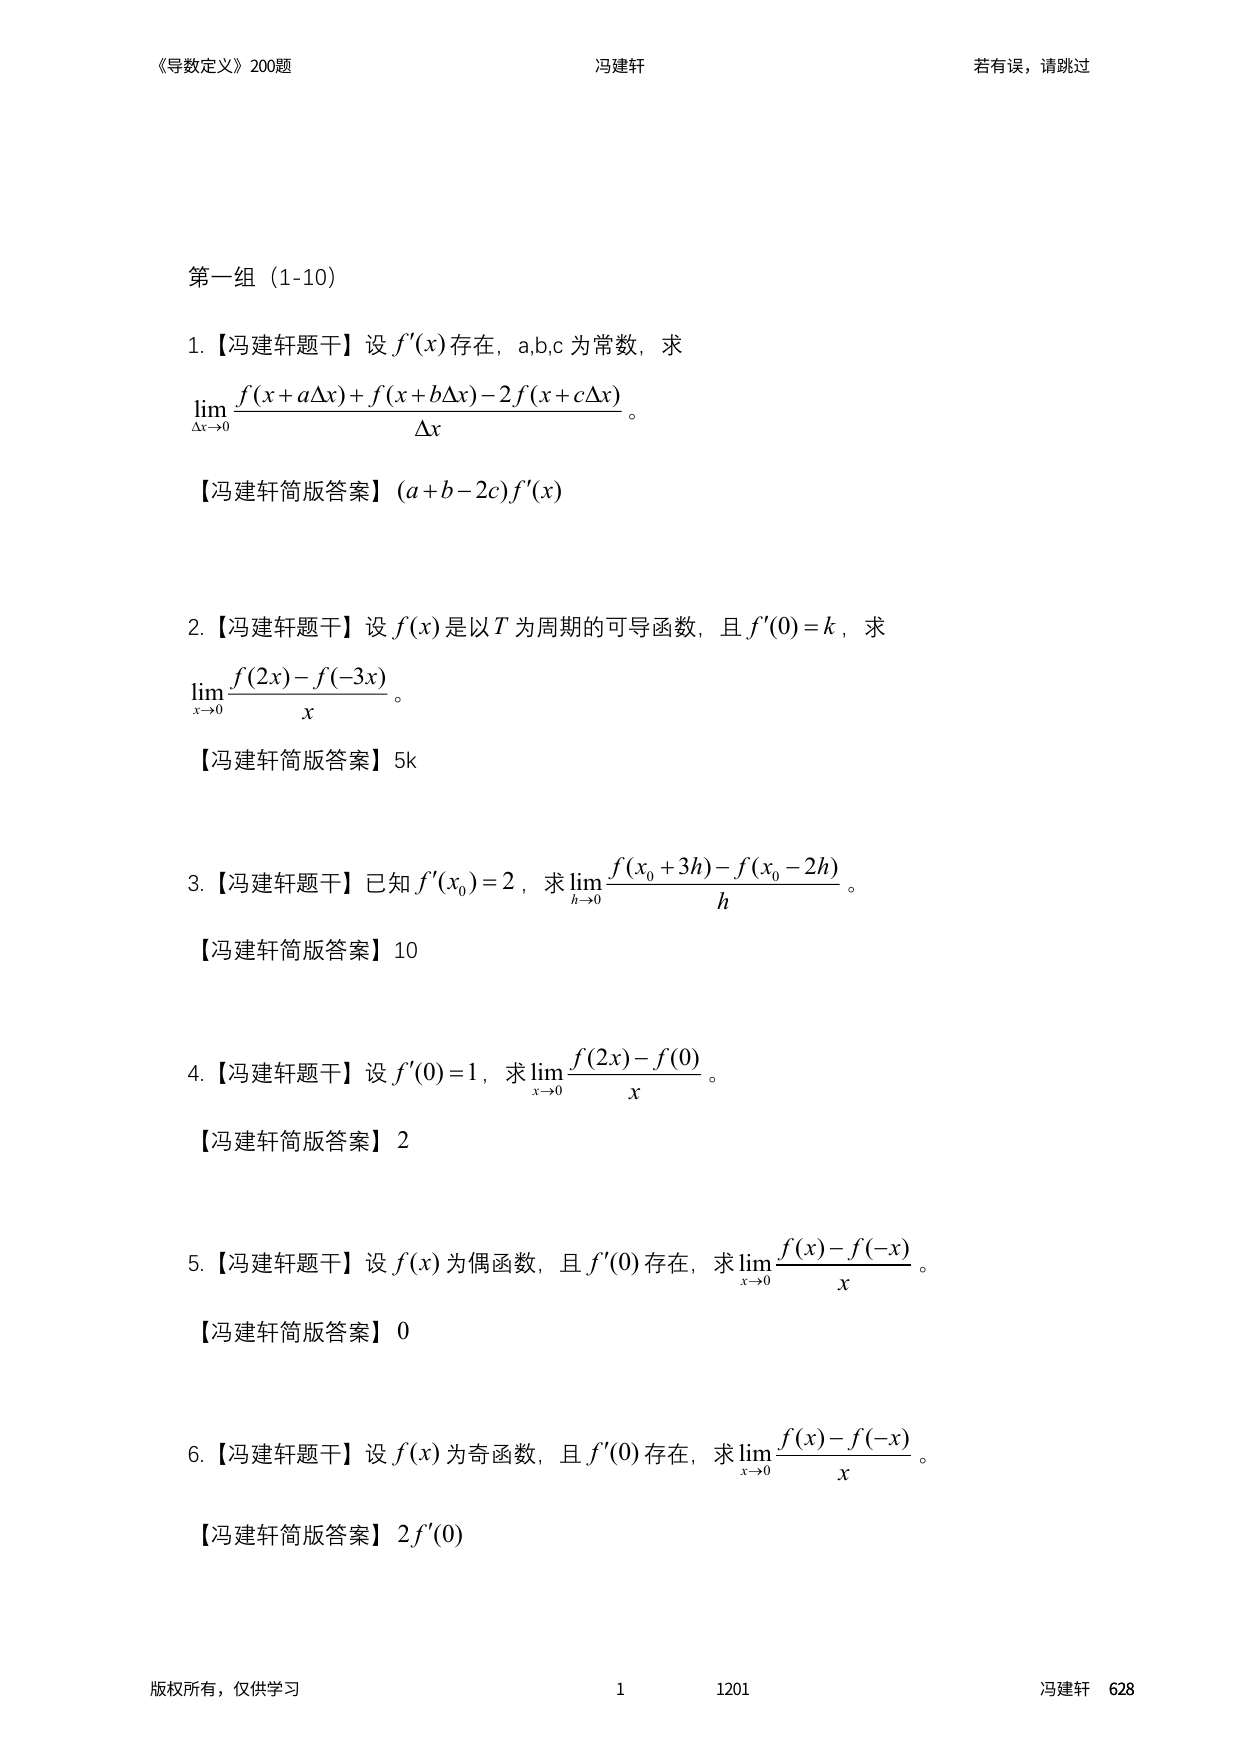 《导数定义》200题 冯建轩 若有误，请跳过
第一组（1-10）
1.【冯建轩题干】设 f′(x) 存在，a,b,c 为常数，求
lim_{Δx→0} \frac{f(x+aΔx)+f(x+bΔx)−2f(x+cΔx)}{Δx} 。
【冯建轩简版答案】(a+b−2c)f′(x)
2.【冯建轩题干】设 f(x) 是以 T 为周期的可导函数，且 f′(0)=k，求
lim_{x→0} \frac{f(2x)−f(−3x)}{x} 。
【冯建轩简版答案】5k
3.【冯建轩题干】已知 f′(x₀)=2，求 lim_{h→0} \frac{f(x₀+3h)−f(x₀−2h)}{h} 。
【冯建轩简版答案】10
4.【冯建轩题干】设 f′(0)=1，求 lim_{x→0} \frac{f(2x)−f(0)}{x} 。
【冯建轩简版答案】2
5.【冯建轩题干】设 f(x) 为偶函数，且 f′(0) 存在，求 lim_{x→0} \frac{f(x)−f(−x)}{x} 。
【冯建轩简版答案】0
6.【冯建轩题干】设 f(x) 为奇函数，且 f′(0) 存在，求 lim_{x→0} \frac{f(x)−f(−x)}{x} 。
【冯建轩简版答案】2f′(0)
版权所有，仅供学习 1 1201 冯建轩 628